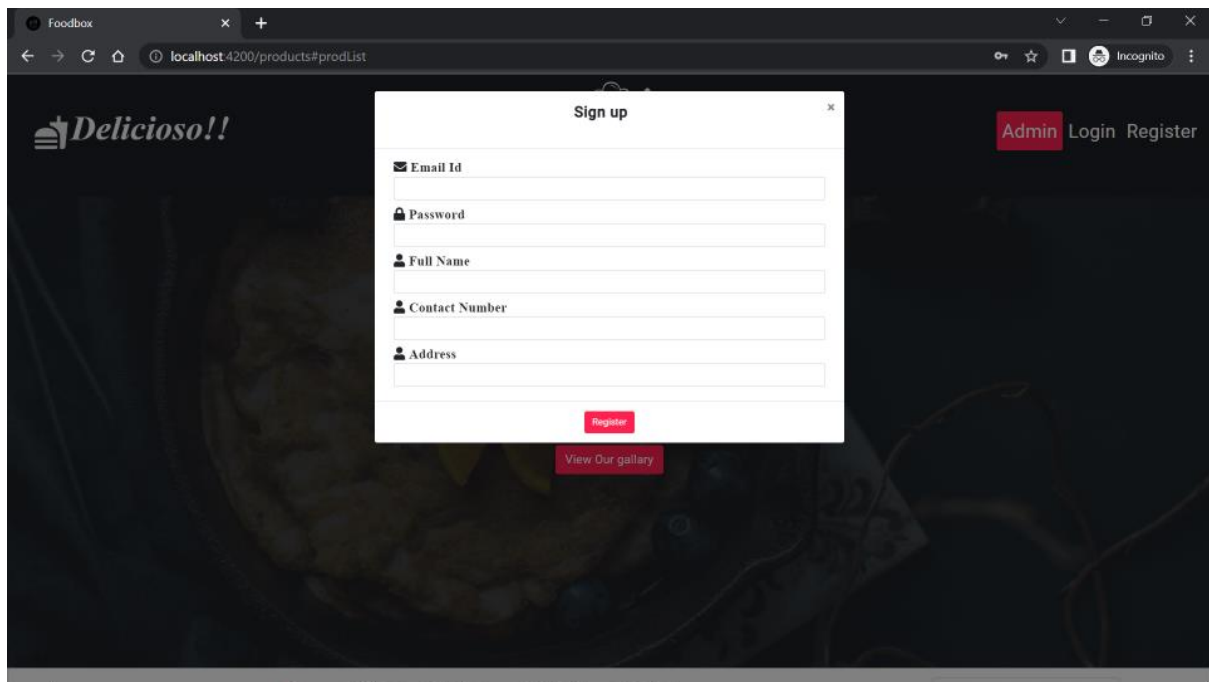 Foodbox
localhost:4200/products#prodList
Incognito
Delicioso!!
Admin Login Register
Sign up
Email Id
Password
Full Name
Contact Number
Address
Register
View Our gallary